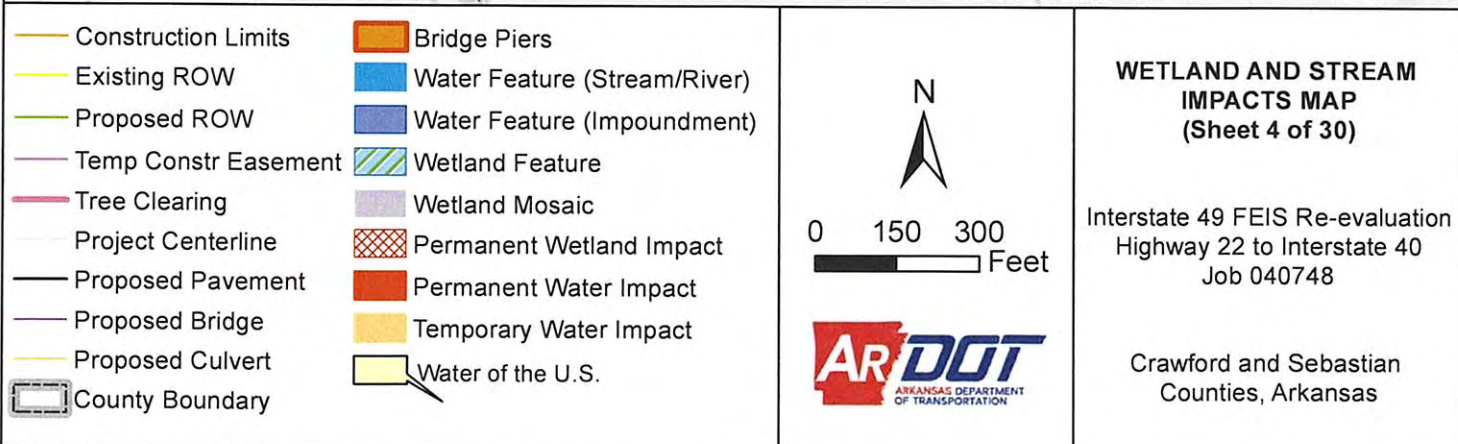 Construction Limits
Existing ROW
Proposed ROW
Temp Constr Easement
Tree Clearing
Project Centerline
Proposed Pavement
Proposed Bridge
Proposed Culvert
County Boundary
Bridge Piers
Water Feature (Stream/River)
Water Feature (Impoundment)
Wetland Feature
Wetland Mosaic
Permanent Wetland Impact
Permanent Water Impact
Temporary Water Impact
Water of the U.S.
N
0 150 300
Feet
ARDOT
ARKANSAS DEPARTMENT
OF TRANSPORTATION
WETLAND AND STREAM
IMPACTS MAP
(Sheet 4 of 30)
Interstate 49 FEIS Re-evaluation
Highway 22 to Interstate 40
Job 040748
Crawford and Sebastian
Counties, Arkansas